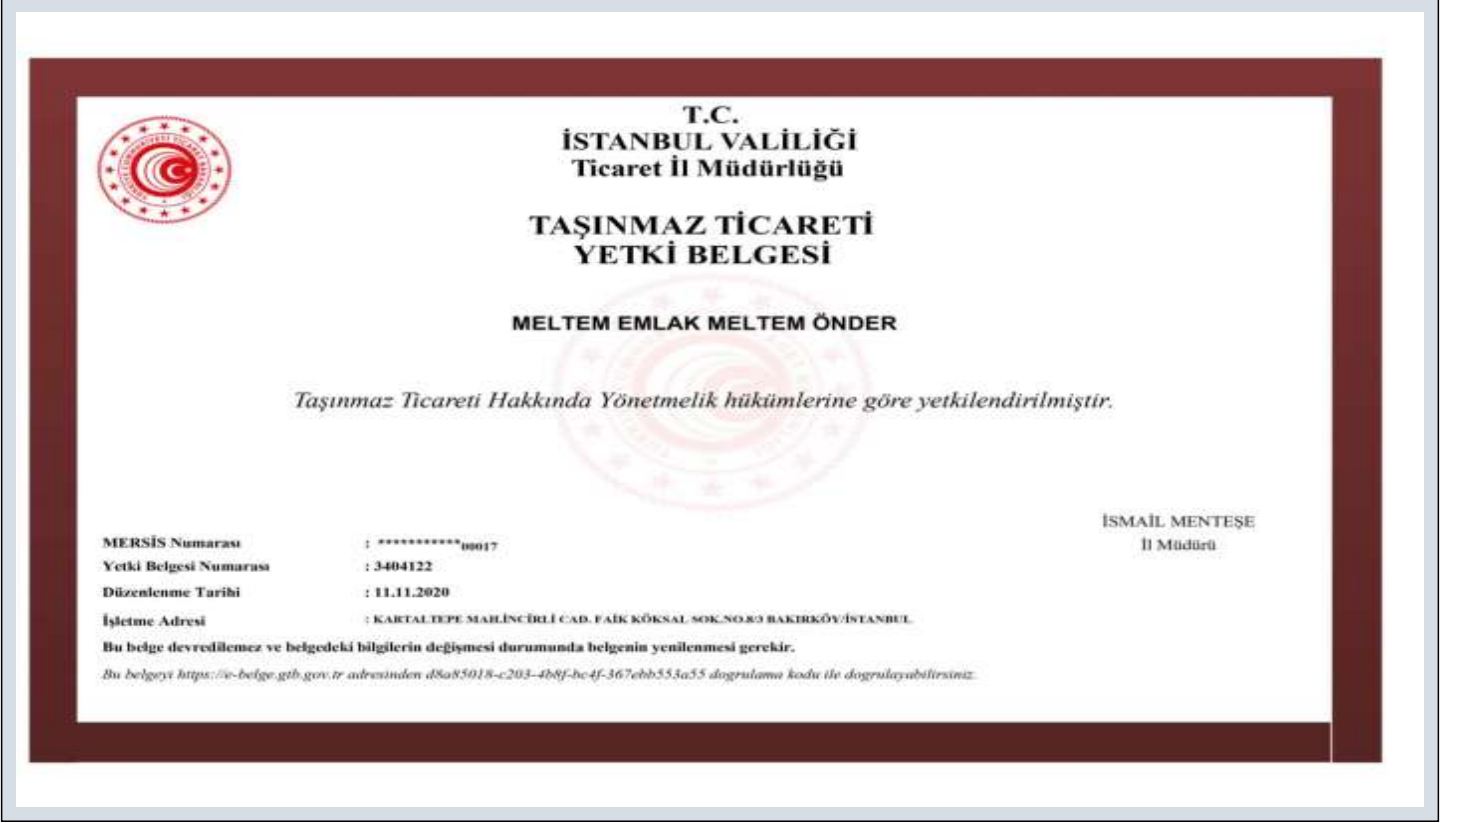 T.C.
İSTANBUL VALİLİĞİ
Ticaret İl Müdürlüğü
TAŞINMAZ TİCARETİ
YETKİ BELGESİ
MELTEM EMLAK MELTEM ÖNDER
Taşınmaz Ticareti Hakkında Yönetmelik hükümlerine göre yetkilendirilmiştir.
İSMAİL MENTEŞE
İl Müdürü
MERSİS Numarası : ***********00017
Yetki Belgesi Numarası : 3404122
Düzenlenme Tarihi : 11.11.2020
İşletme Adresi : KARTALTEPE MAH.İNCİRLİ CAD. FAİK KÖKSAL SOK.NO.8/3 BAKIRKÖY/İSTANBUL
Bu belge devredilemez ve belgedeki bilgilerin değişmesi durumunda belgenin yenilenmesi gerekir.
Bu belgeyi https://e-belge.gtb.gov.tr adresinden d8a85018-c203-4b8f-bc4f-367ebb553a55 dogrulama kodu ile dogrulayabilirsiniz.